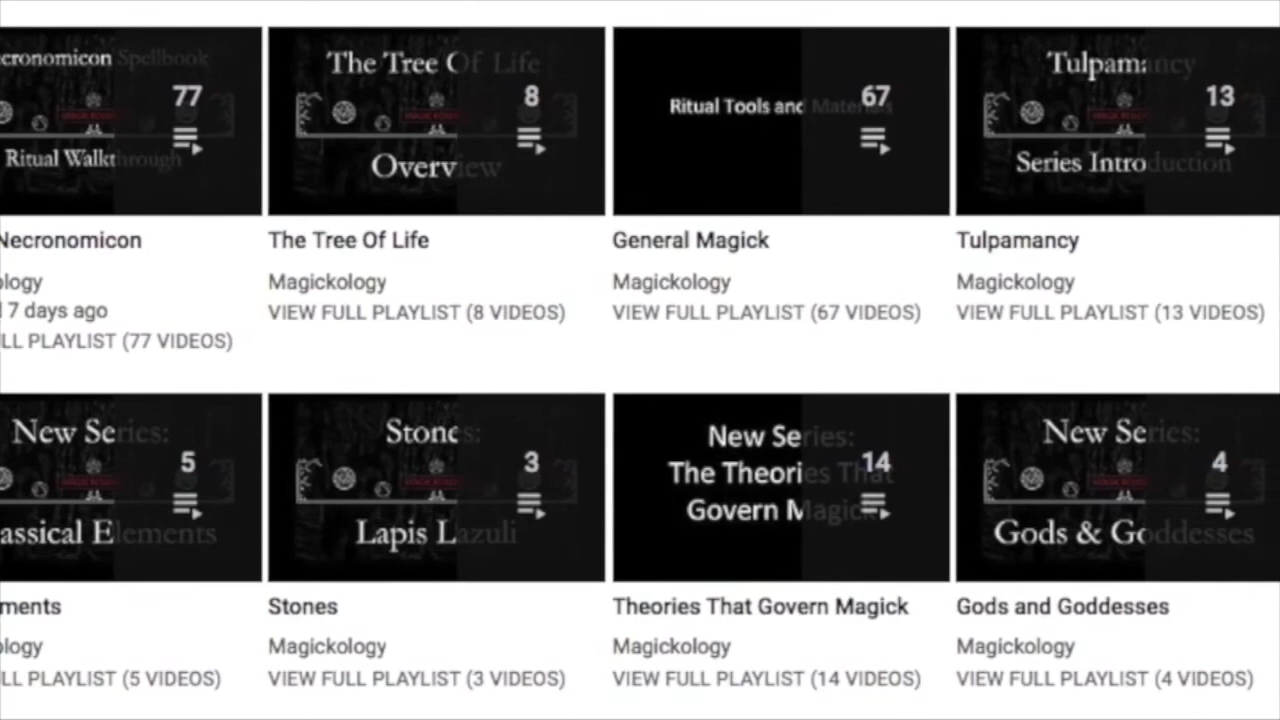 cronomicon Spellbook
77
Ritual Walkthrough
The Tree Of Life
8
Overview
Ritual Tools and Materials
67
Tulpamancy
13
Series Introduction
Necronomicon
The Tree Of Life
General Magick
Tulpamancy
ology
Magickology
Magickology
Magickology
7 days ago
VIEW FULL PLAYLIST (8 VIDEOS)
VIEW FULL PLAYLIST (67 VIDEOS)
VIEW FULL PLAYLIST (13 VIDEOS)
LL PLAYLIST (77 VIDEOS)
New Series:
5
assical Elements
Stones:
3
Lapis Lazuli
New Series:
The Theories That
14
Govern Magick
New Series:
4
Gods & Goddesses
ments
Stones
Theories That Govern Magick
Gods and Goddesses
ology
Magickology
Magickology
Magickology
LL PLAYLIST (5 VIDEOS)
VIEW FULL PLAYLIST (3 VIDEOS)
VIEW FULL PLAYLIST (14 VIDEOS)
VIEW FULL PLAYLIST (4 VIDEOS)